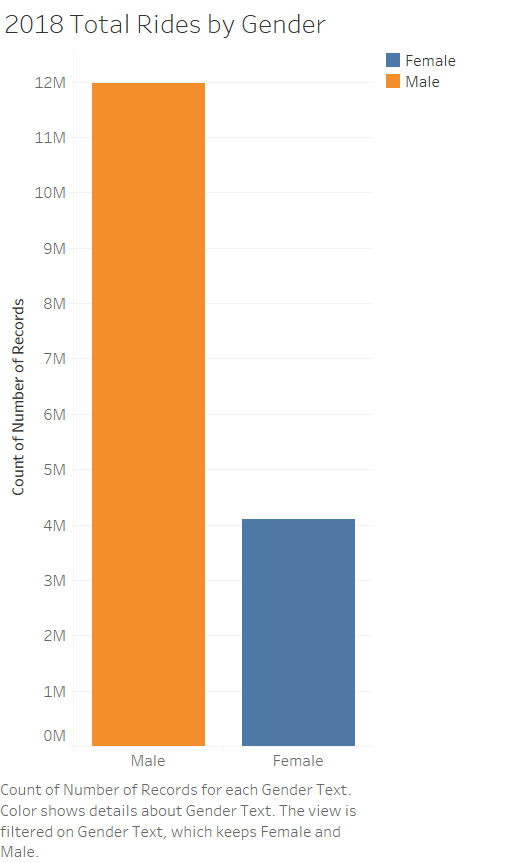 2018 Total Rides by Gender
Female
Male
12M
11M
10M
9M
8M
7M
6M
5M
4M
3M
2M
1M
0M
Count of Number of Records
Male
Female
Count of Number of Records for each Gender Text.
Color shows details about Gender Text. The view is
filtered on Gender Text, which keeps Female and
Male.